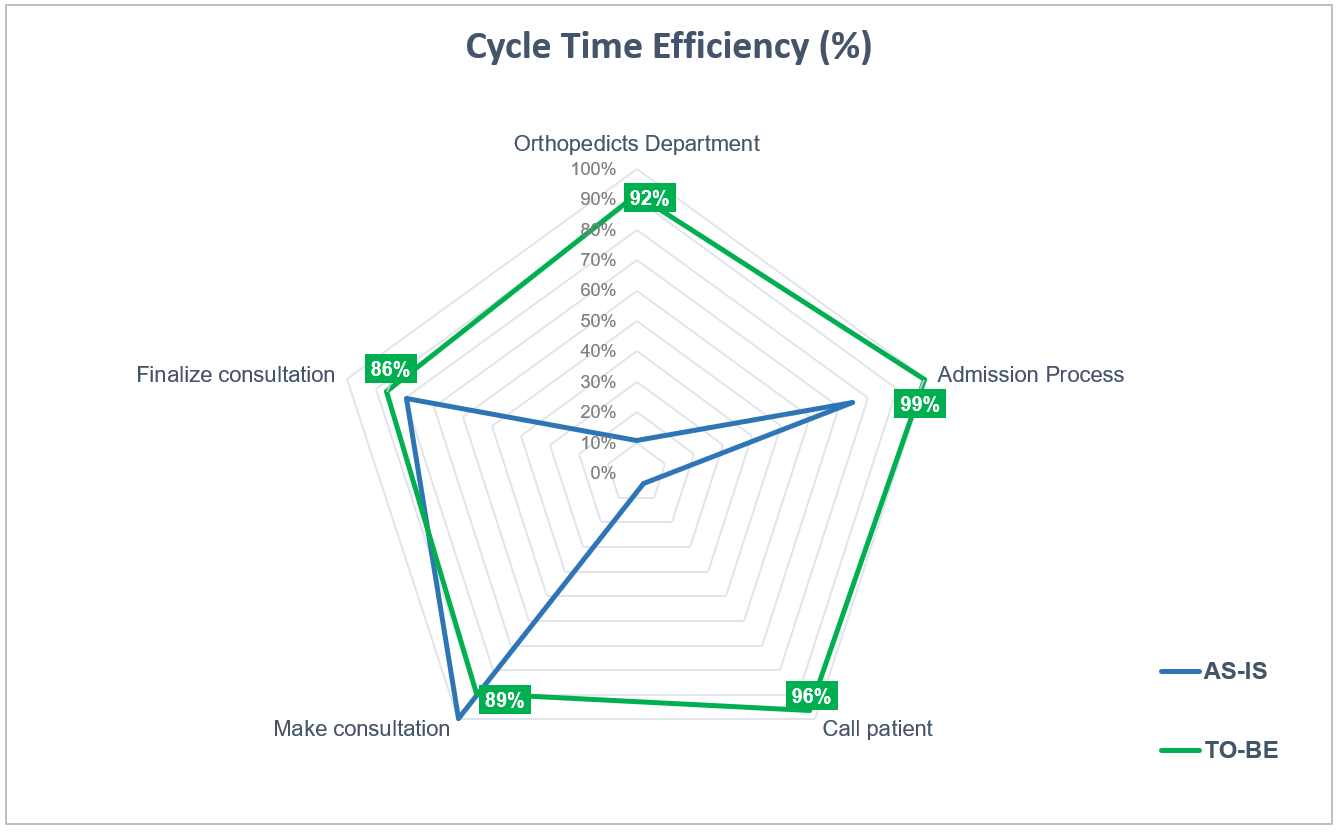 Cycle Time Efficiency (%)
Orthopedicts Department
100%
90%
92%
80%
70%
60%
50%
40%
30%
20%
10%
0%
86%
Finalize consultation
Admission Process
99%
89%
96%
Make consultation
Call patient
AS-IS
TO-BE